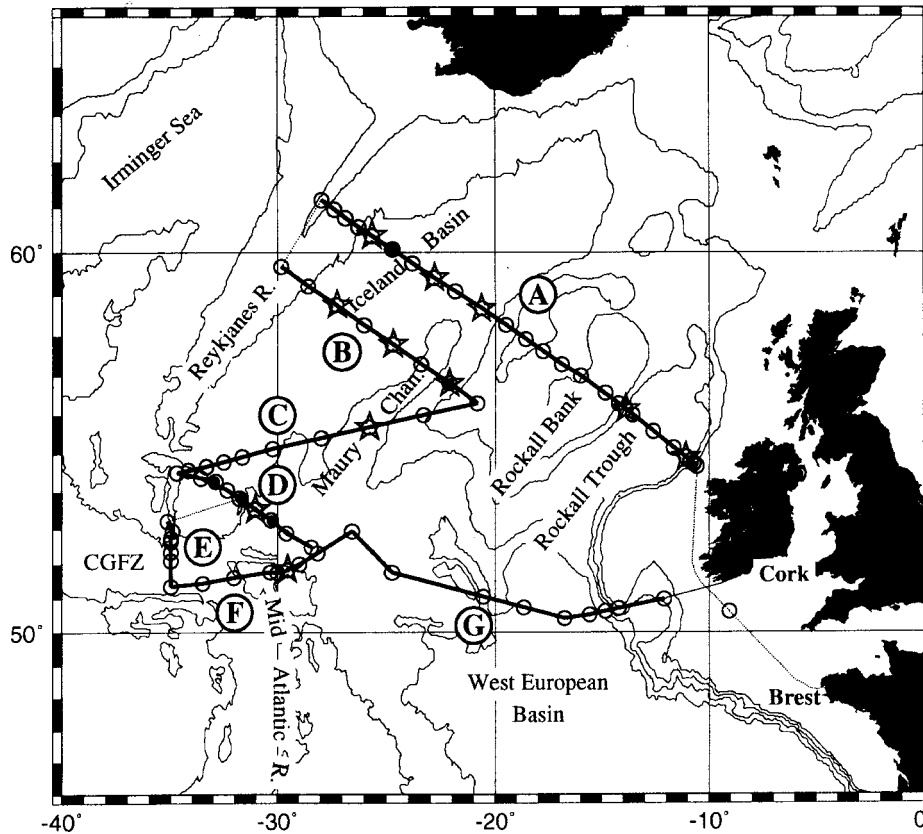 Irminger Sea
60°
Reykjanes R.
Iceland Basin
A
B
C
Maury Chan.
Rockall Bank
Rockall Trough
D
E
CGFZ
F
G
Cork
50°
Mid - Atlantic R.
West European
Basin
Brest
-40 -30 -20 -10 0